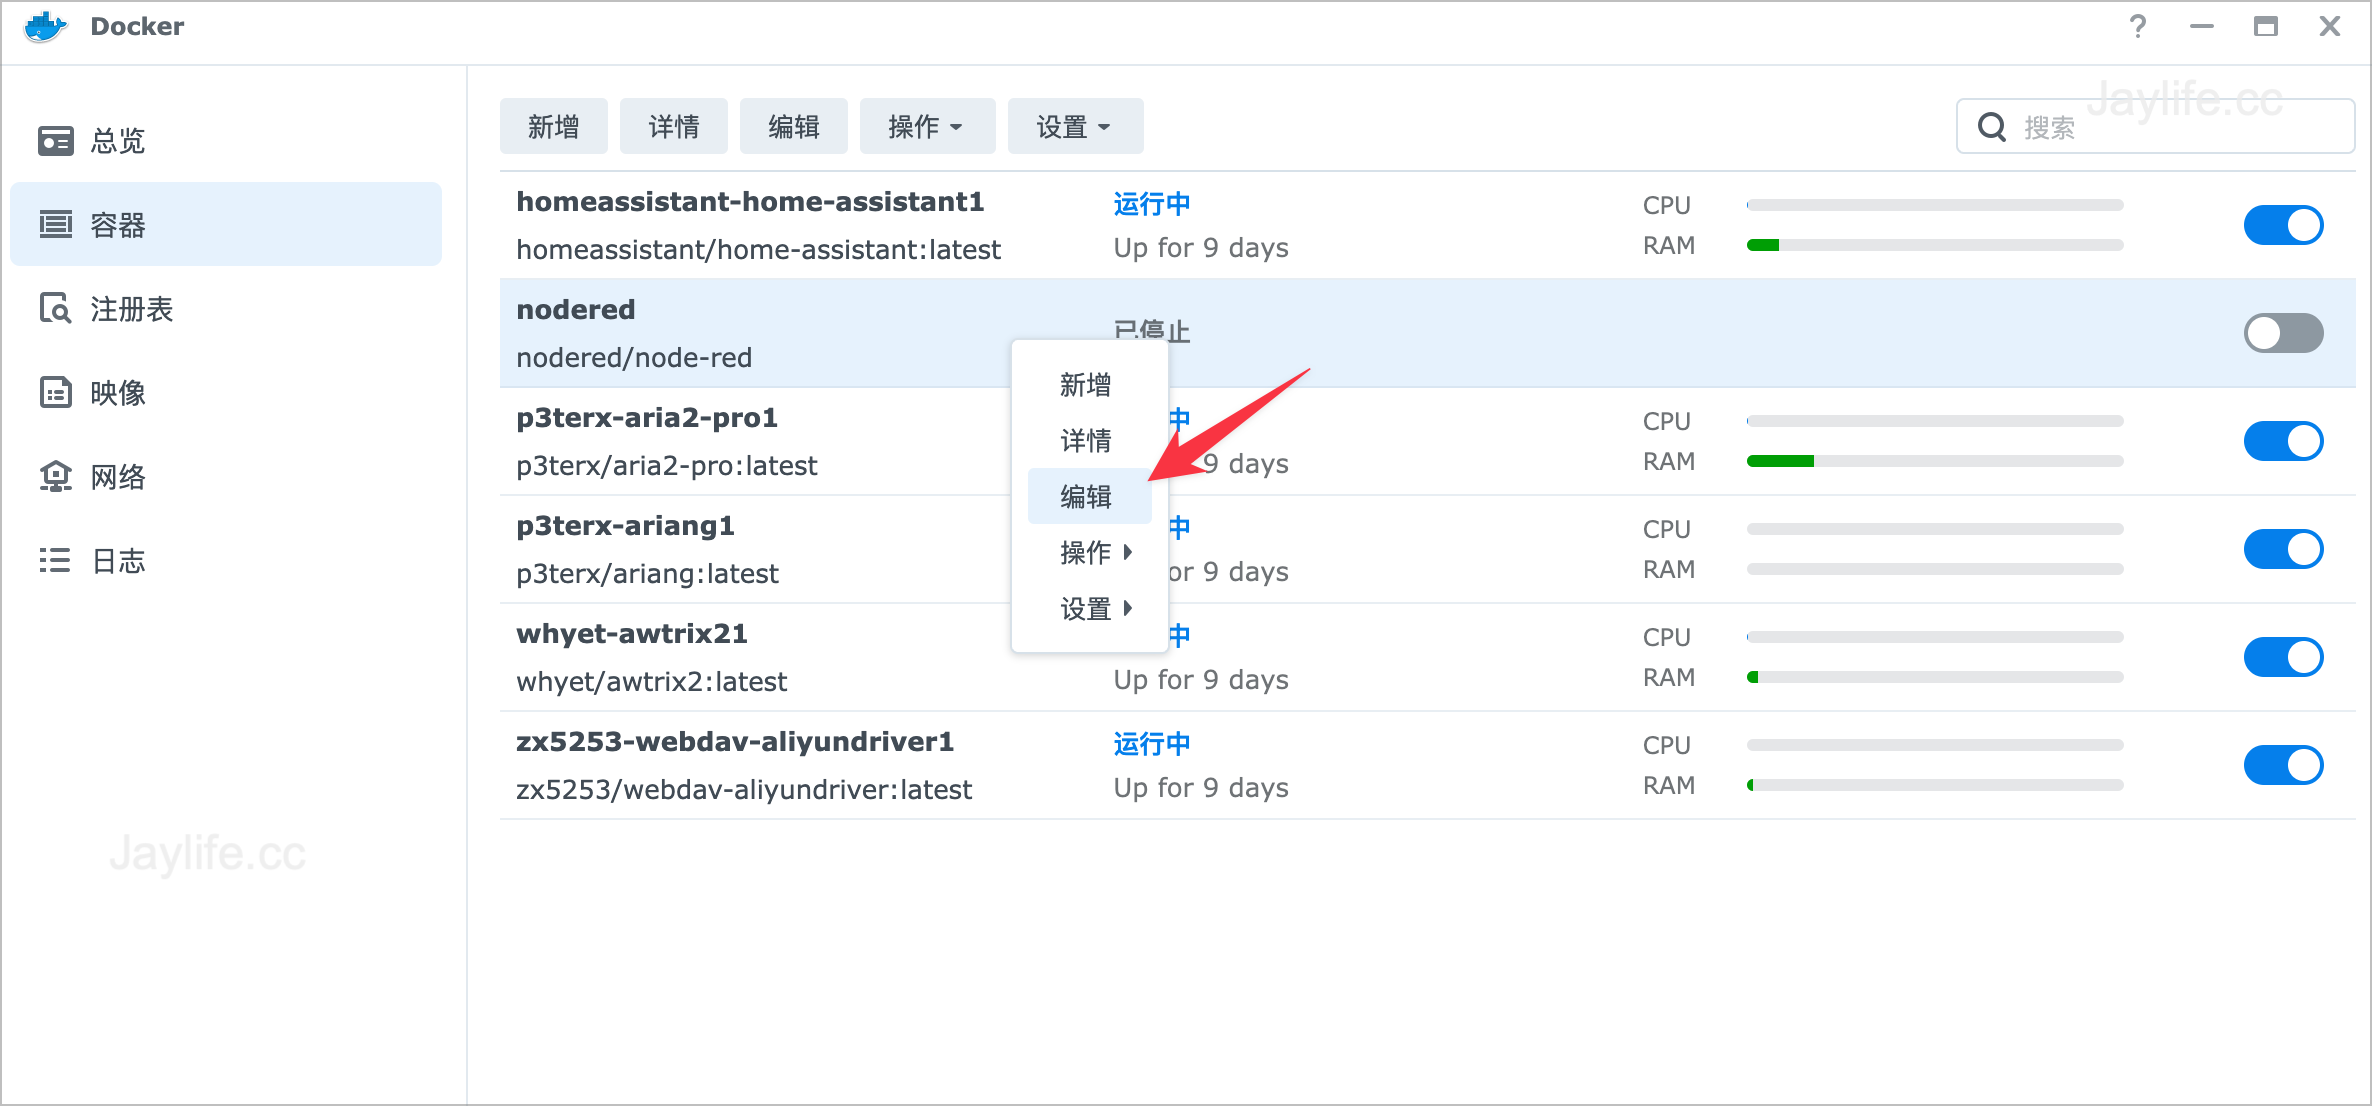 Docker
总览
容器
注册表
映像
网络
日志
新增 详情 编辑 操作 设置
搜索
Jaylife.cc
homeassistant-home-assistant1
homeassistant/home-assistant:latest
运行中
Up for 9 days
CPU
RAM
nodered
nodered/node-red
已停止
新增
详情
编辑
操作
设置
p3terx-aria2-pro1
p3terx/aria2-pro:latest
中
9 days
CPU
RAM
p3terx-ariang1
p3terx/ariang:latest
中
or 9 days
CPU
RAM
whyet-awtrix21
whyet/awtrix2:latest
中
Up for 9 days
CPU
RAM
zx5253-webdav-aliyundriver1
zx5253/webdav-aliyundriver:latest
运行中
Up for 9 days
CPU
RAM
Jaylife.cc